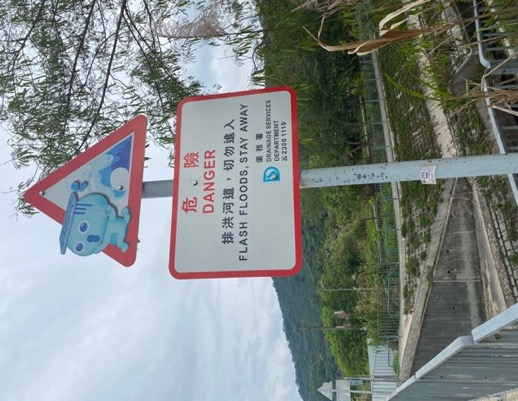 危 險
DANGER
排洪河道，切勿進入
FLASH FLOODS, STAY AWAY
渠務署
DRAINAGE SERVICES
DEPARTMENT
☏ 2300 1110